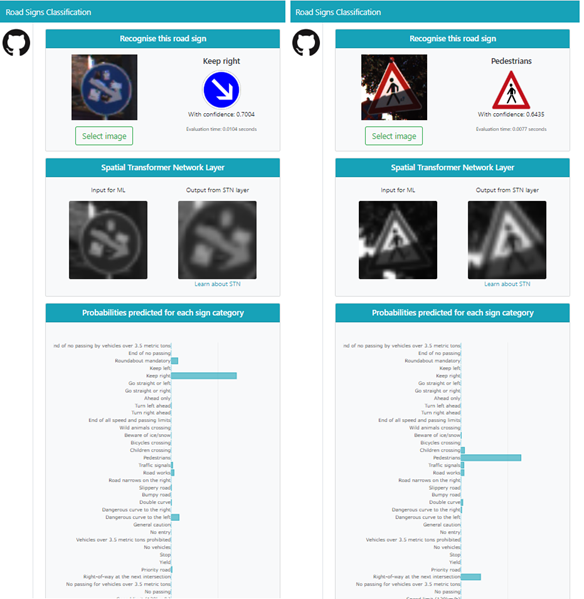 Road Signs Classification
Recognise this road sign
Keep right
With confidence: 0.7004
Select image
Evaluation time: 0.0104 seconds
Spatial Transformer Network Layer
Input for ML
Output from STN layer
Learn about STN
Probabilities predicted for each sign category
nd of no passing by vehicles over 3.5 metric tons
End of no passing
Roundabout mandatory
Keep left
Keep right
Go straight or left
Go straight or right
Ahead only
Turn left ahead
Turn right ahead
End of all speed and passing limits
Wild animals crossing
Beware of ice/snow
Bicycles crossing
Children crossing
Pedestrians
Traffic signals
Road works
Road narrows on the right
Slippery road
Bumpy road
Double curve
Dangerous curve to the right
Dangerous curve to the left
General caution
No entry
Vehicles over 3.5 metric tons prohibited
No vehicles
Stop
Yield
Priority road
Right-of-way at the next intersection
No passing for vehicles over 3.5 metric tons
No passing
Road Signs Classification
Recognise this road sign
Pedestrians
With confidence: 0.6435
Select image
Evaluation time: 0.0077 seconds
Spatial Transformer Network Layer
Input for ML
Output from STN layer
Learn about STN
Probabilities predicted for each sign category
nd of no passing by vehicles over 3.5 metric tons
End of no passing
Roundabout mandatory
Keep left
Keep right
Go straight or left
Go straight or right
Ahead only
Turn left ahead
Turn right ahead
End of all speed and passing limits
Wild animals crossing
Beware of ice/snow
Bicycles crossing
Children crossing
Pedestrians
Traffic signals
Road works
Road narrows on the right
Slippery road
Bumpy road
Double curve
Dangerous curve to the right
Dangerous curve to the left
General caution
No entry
Vehicles over 3.5 metric tons prohibited
No vehicles
Stop
Yield
Priority road
Right-of-way at the next intersection
No passing for vehicles over 3.5 metric tons
No passing